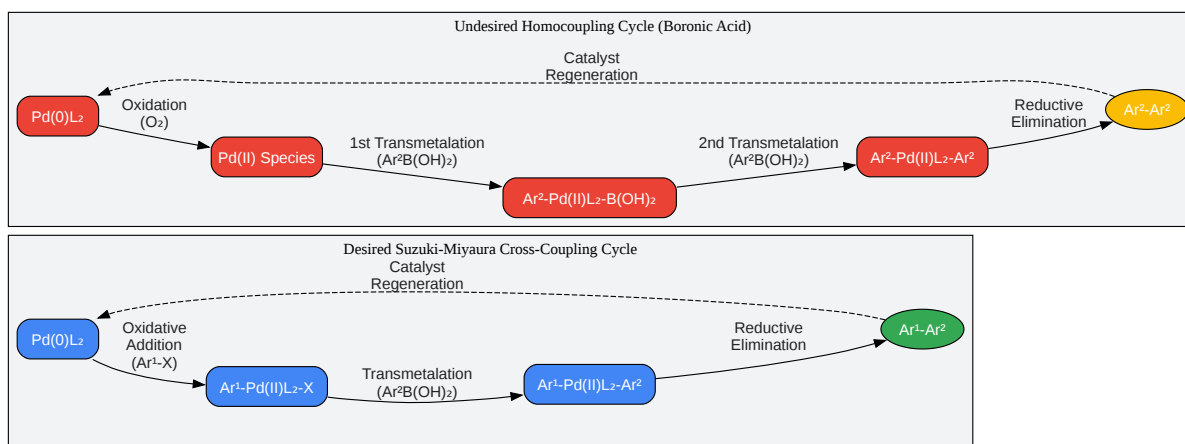 Undesired Homocoupling Cycle (Boronic Acid)
Catalyst
Regeneration
Pd(0)L₂
Oxidation
(O₂)
Pd(II) Species
1st Transmetalation
(Ar²B(OH)₂)
Ar²-Pd(II)L₂-B(OH)₂
2nd Transmetalation
(Ar²B(OH)₂)
Ar²-Pd(II)L₂-Ar²
Reductive
Elimination
Ar²-Ar²
Desired Suzuki-Miyaura Cross-Coupling Cycle
Catalyst
Regeneration
Pd(0)L₂
Oxidative
Addition
(Ar¹-X)
Ar¹-Pd(II)L₂-X
Transmetalation
(Ar²B(OH)₂)
Ar¹-Pd(II)L₂-Ar²
Reductive
Elimination
Ar¹-Ar²